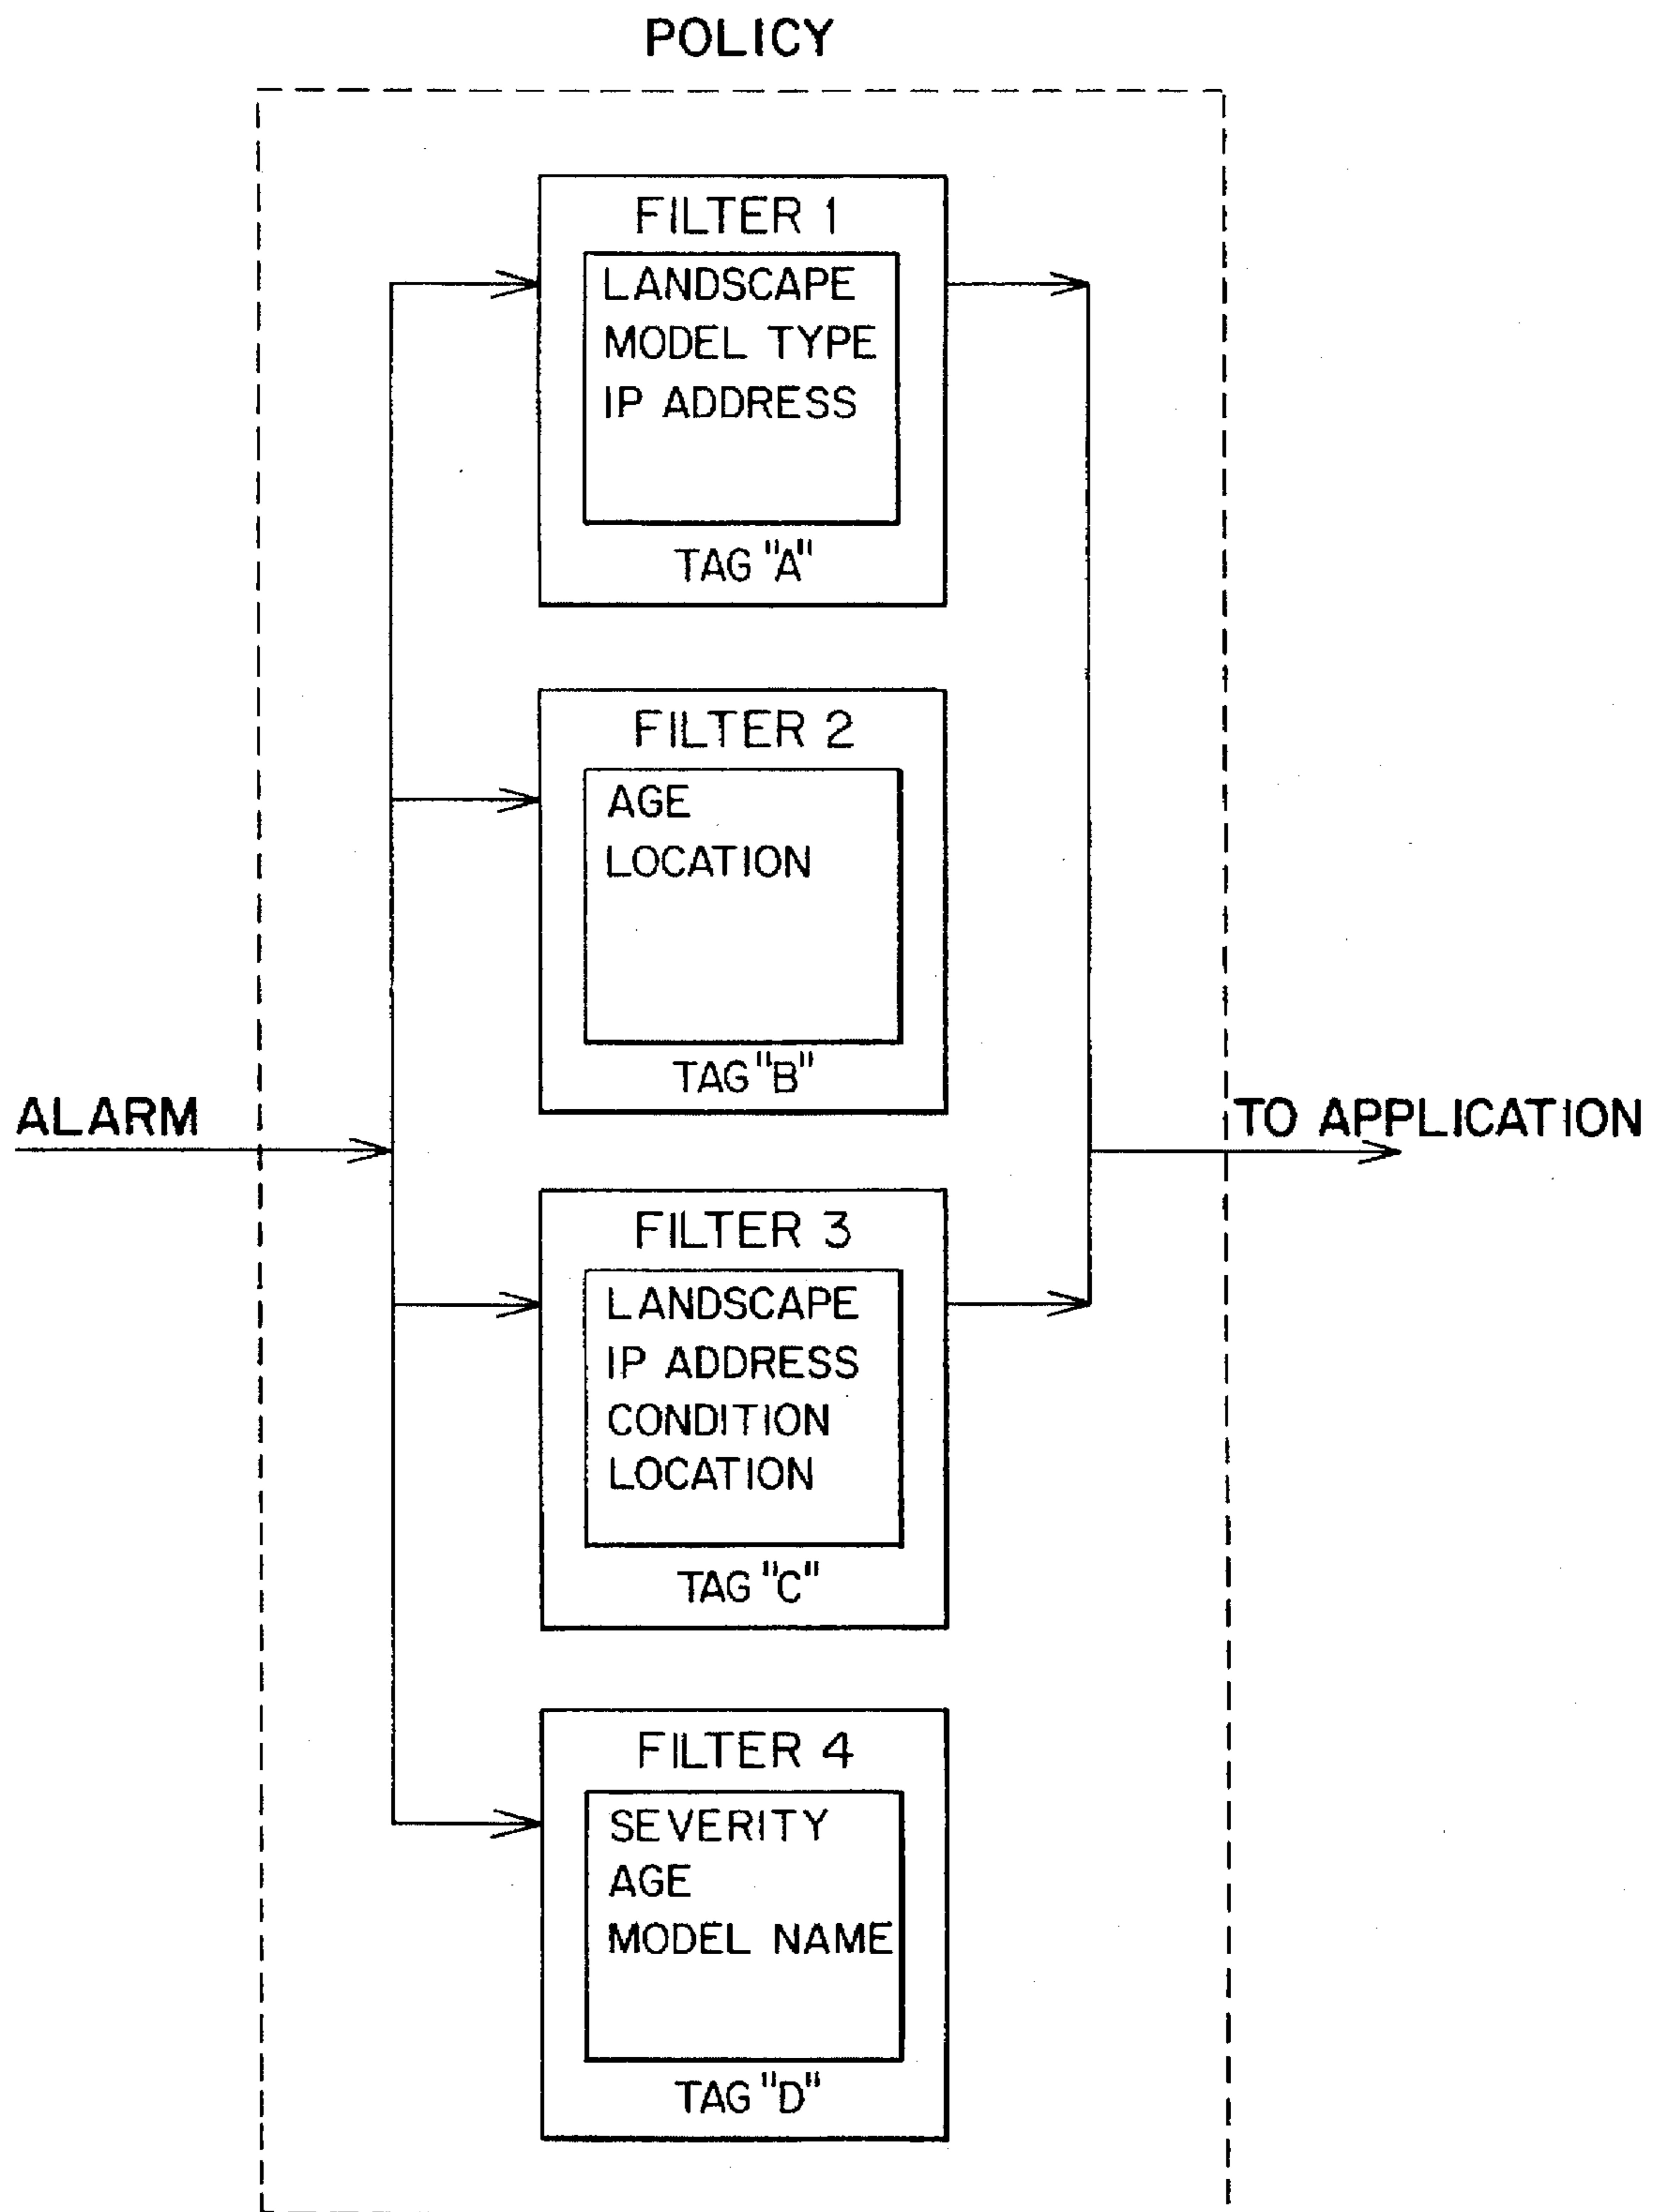 POLICY
FILTER 1
LANDSCAPE
MODEL TYPE
IP ADDRESS
TAG "A"
FILTER 2
AGE
LOCATION
TAG "B"
ALARM
TO APPLICATION
FILTER 3
LANDSCAPE
IP ADDRESS
CONDITION
LOCATION
TAG "C"
FILTER 4
SEVERITY
AGE
MODEL NAME
TAG "D"